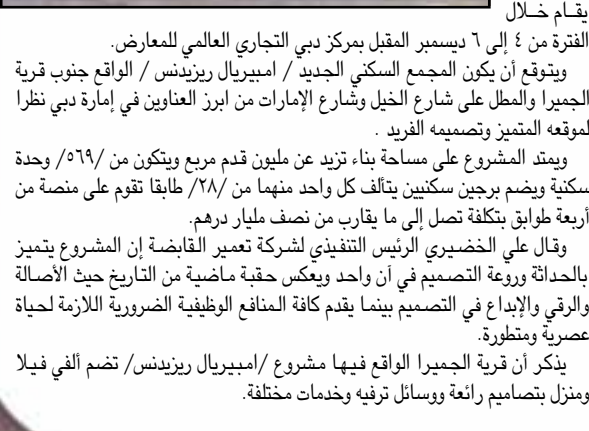 يقام خلال
الفترة من ٤ إلى ٦ ديسمبر المقبل بمركز دبي التجاري العالمي للمعارض.
ويتوقع أن يكون المجمع السكني الجديد / امبيريال ريزيدنس / الواقع جنوب قرية
الجميرا والمطل على شارع الخيل وشارع الإمارات من ابرز العناوين في إمارة دبي نظرا
لموقعه المتميز وتصميمه الفريد .
ويمتد المشروع على مساحة بناء تزيد عن مليون قدم مربع ويتكون من /٥٦٩/ وحدة
سكنية ويضم برجين سكنيين يتألف كل واحد منهما من /٢٨/ طابقا تقوم على منصة من
أربعة طوابق بتكلفة تصل إلى ما يقارب من نصف مليار درهم.
وقال علي الخضيري الرئيس التنفيذي لشركة تعمير القابضة إن المشروع يتميز
بالحداثة وروعة التصميم في آن واحد ويعكس حقبة ماضية من التاريخ حيث الأصالة
والرقي والإبداع في التصميم بينما يقدم كافة المنافع الوظيفية الضرورية اللازمة لحياة
عصرية ومتطورة.
يذكر أن قرية الجميرا الواقع فيها مشروع /امبيريال ريزيدنس/ تضم ألفي فيلا
ومنزل بتصاميم رائعة ووسائل ترفيه وخدمات مختلفة.